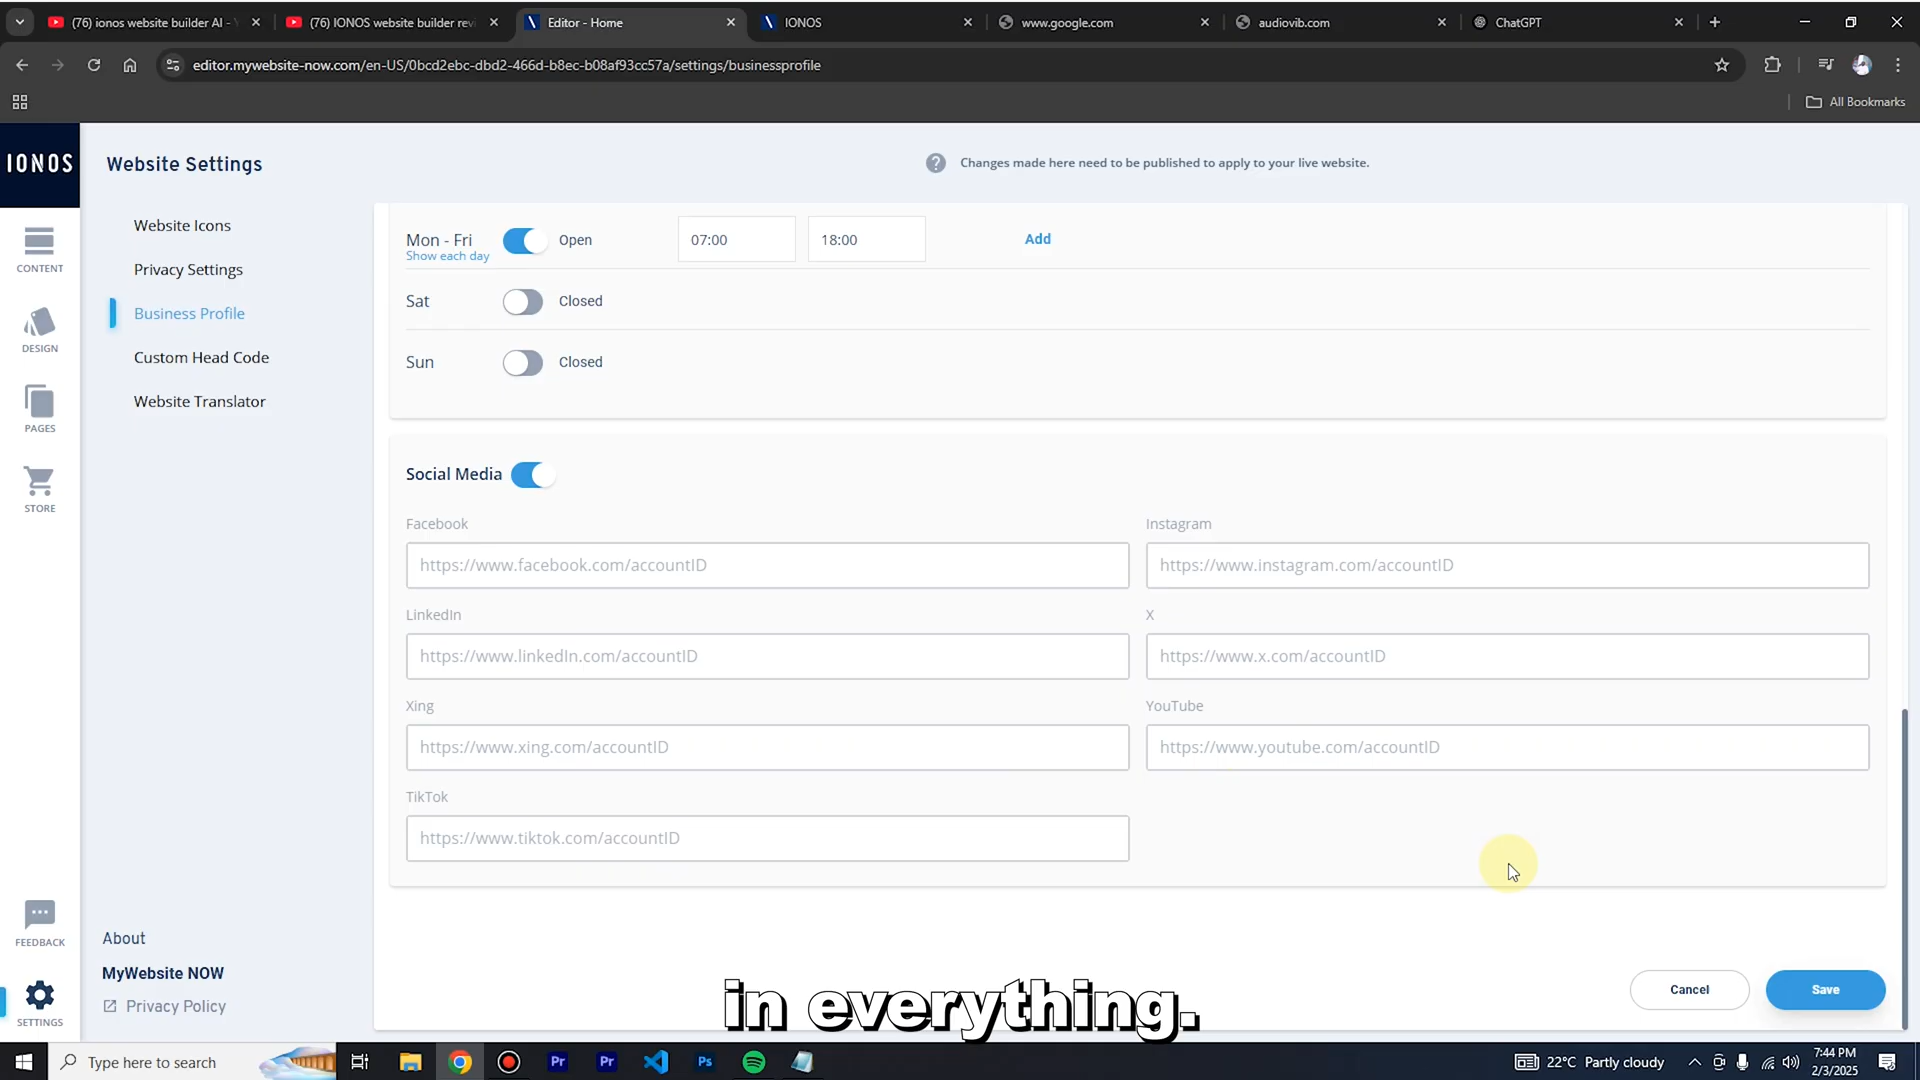 (76) ionos website builder AI - Y
(76) IONOS website builder rev
Editor - Home
IONOS
www.google.com
audiovib.com
ChatGPT
editor.mywebsite-now.com/en-US/0bcd2ebc-dbd2-466d-b8ec-b08af93cc57a/settings/businessprofile
All Bookmarks
IONOS
Website Settings
Changes made here need to be published to apply to your live website.
CONTENT
DESIGN
PAGES
STORE
FEEDBACK
SETTINGS
Website Icons
Privacy Settings
Business Profile
Custom Head Code
Website Translator
About
MyWebsite NOW
Privacy Policy
Mon - Fri
Show each day
Open
07:00
18:00
Add
Sat
Closed
Sun
Closed
Social Media
Facebook
https://www.facebook.com/accountID
Instagram
https://www.instagram.com/accountID
LinkedIn
https://www.linkedIn.com/accountID
X
https://www.x.com/accountID
Xing
https://www.xing.com/accountID
YouTube
https://www.youtube.com/accountID
TikTok
https://www.tiktok.com/accountID
Cancel
Save
in everything.
Type here to search
Pr
Pr
Ps
22°C Partly cloudy
7:44 PM
2/3/2025